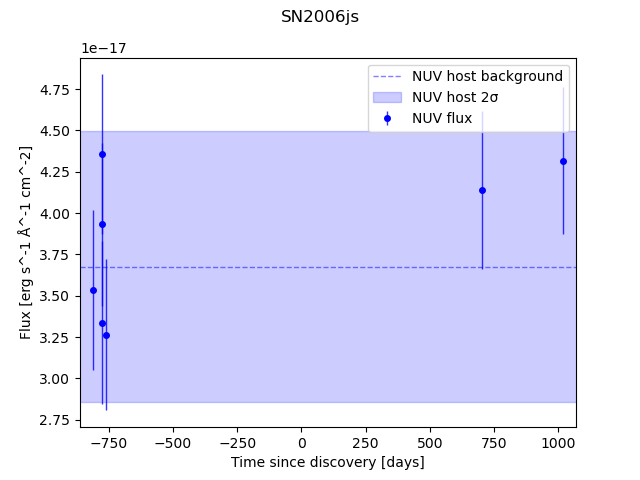 SN2006js
1e−17
NUV host background
NUV host 2σ
NUV flux
4.75
4.50
4.25
4.00
3.75
3.50
3.25
3.00
2.75
Flux [erg s^-1 Å^-1 cm^-2]
−750 −500 −250 0 250 500 750 1000
Time since discovery [days]